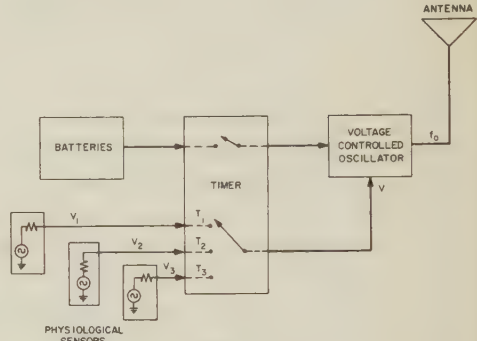 ANTENNA
BATTERIES
TIMER
VOLTAGE
CONTROLLED
OSCILLATOR
f₀
V
V₁
T₁
V₂
T₂
V₃
T₃
PHYSIOLOGICAL
SENSORS